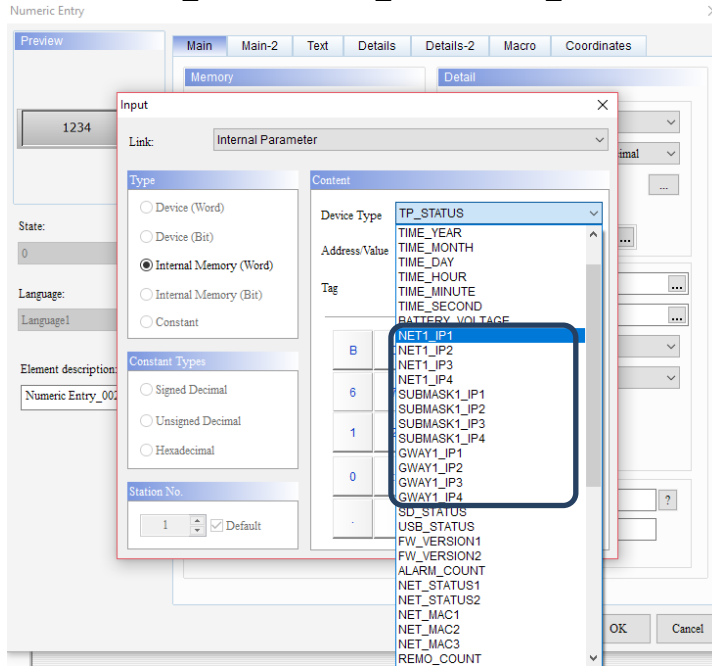 Numeric Entry
Preview
Main Main-2 Text Details Details-2 Macro Coordinates
Memory
Detail
1234
Input
Link: Internal Parameter
imal
...
Type
Device (Word)
Device (Bit)
Internal Memory (Word)
Internal Memory (Bit)
Constant
Constant Types
Signed Decimal
Unsigned Decimal
Hexadecimal
Station No.
1 Default
Content
Device Type TP_STATUS
Address/Value
Tag
B
6
1
0
.
TIME_YEAR
TIME_MONTH
TIME_DAY
TIME_HOUR
TIME_MINUTE
TIME_SECOND
BATTERY_VOLTAGE
NET1_IP1
NET1_IP2
NET1_IP3
NET1_IP4
SUBMASK1_IP1
SUBMASK1_IP2
SUBMASK1_IP3
SUBMASK1_IP4
GWAY1_IP1
GWAY1_IP2
GWAY1_IP3
GWAY1_IP4
SD_STATUS
USB_STATUS
FW_VERSION1
FW_VERSION2
ALARM_COUNT
NET_STATUS1
NET_STATUS2
NET_MAC1
NET_MAC2
NET_MAC3
REMO_COUNT
State:
0
Language:
Language1
Element description:
Numeric Entry_002
...
...
...
?
OK Cancel